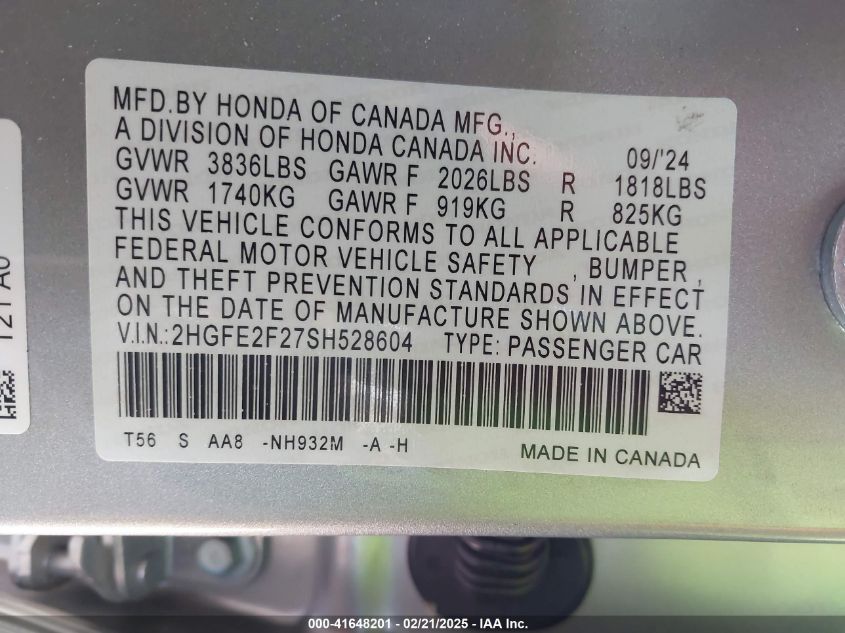 MFD.BY HONDA OF CANADA MFG.,
A DIVISION OF HONDA CANADA INC. 09/'24
GVWR 3836LBS GAWR F 2026LBS R 1818LBS
GVWR 1740KG GAWR F 919KG R 825KG
THIS VEHICLE CONFORMS TO ALL APPLICABLE
FEDERAL MOTOR VEHICLE SAFETY , BUMPER ,
AND THEFT PREVENTION STANDARDS IN EFFECT
ON THE DATE OF MANUFACTURE SHOWN ABOVE.
V.I.N.:2HGFE2F27SH528604 TYPE: PASSENGER CAR
T56 S AA8 -NH932M -A -H MADE IN CANADA
000-41648201 - 02/21/2025 - IAA Inc.